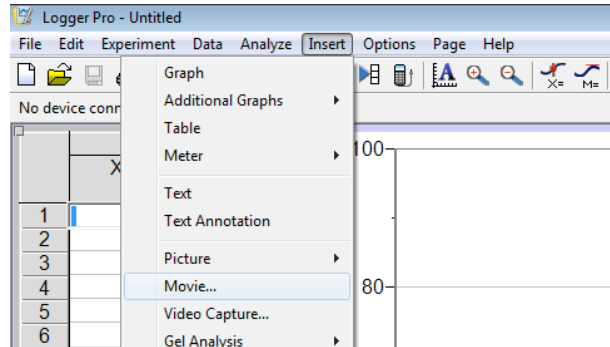 Logger Pro - Untitled
File Edit Experiment Data Analyze Insert Options Page Help
X= M=
No device conn
Graph
Additional Graphs
Table
Meter
Text
Text Annotation
Picture
Movie...
Video Capture...
Gel Analysis
X
1
2
3
4
5
6
100
80